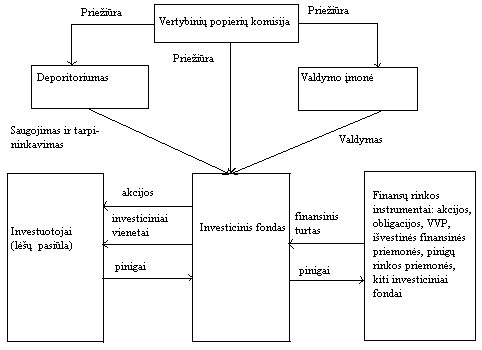 Priežiūra
Vertybinių popierių komisija
Priežiūra
Priežiūra
Deporitoriumas
Valdymo įmonė
Saugojimas ir tarpi-
ninkavimas
Valdymas
Investuotojai
(lėšų pasiūla)
akcijos
investiciniai
vienetai
pinigai
Investicinis fondas
finansinis
turtas
pinigai
Finansų rinkos
instrumentai: akcijos,
obligacijos, VVP,
išvestinės finansinės
priemonės, pinigų
rinkos priemonės,
kiti investiciniai
fondai